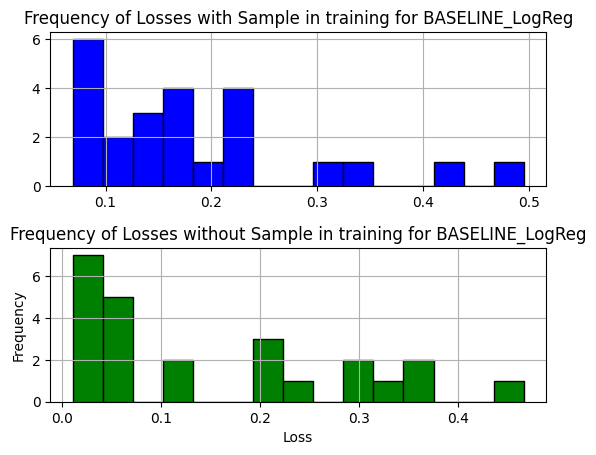 Frequency of Losses with Sample in training for BASELINE_LogReg
6
4
2
0
0.1 0.2 0.3 0.4 0.5
Frequency of Losses without Sample in training for BASELINE_LogReg
6
4
2
0
Frequency
0.0 0.1 0.2 0.3 0.4
Loss